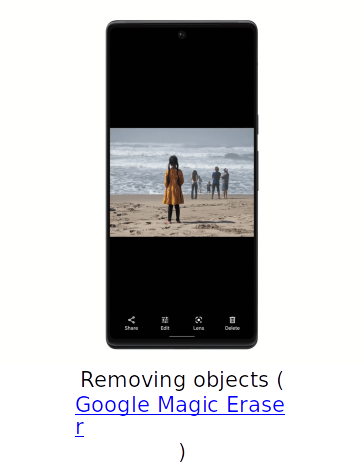 Share Edit Lens Delete
Removing objects (
Google Magic Erase
r
)